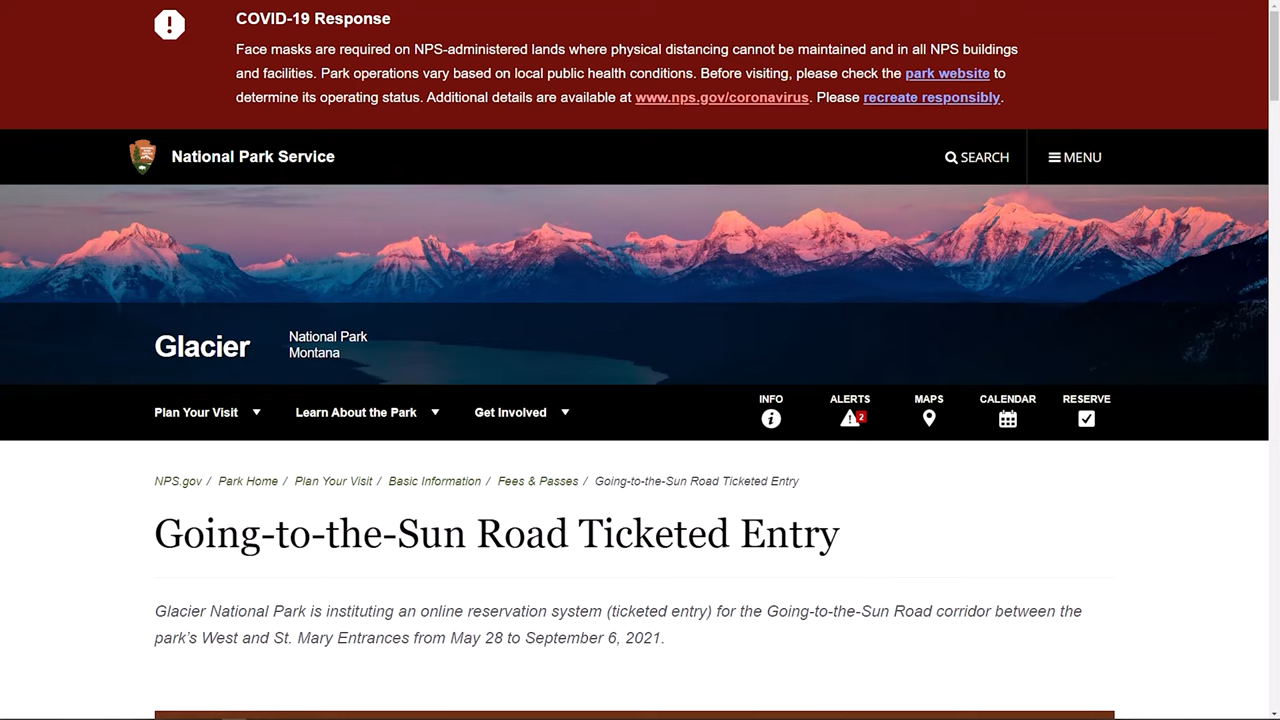 COVID-19 Response
Face masks are required on NPS-administered lands where physical distancing cannot be maintained and in all NPS buildings
and facilities. Park operations vary based on local public health conditions. Before visiting, please check the park website to
determine its operating status. Additional details are available at www.nps.gov/coronavirus. Please recreate responsibly.
National Park Service
SEARCH
MENU
Glacier
National Park
Montana
Plan Your Visit
Learn About the Park
Get Involved
INFO
ALERTS
2
MAPS
CALENDAR
RESERVE
NPS.gov / Park Home / Plan Your Visit / Basic Information / Fees & Passes / Going-to-the-Sun Road Ticketed Entry
Going-to-the-Sun Road Ticketed Entry
Glacier National Park is instituting an online reservation system (ticketed entry) for the Going-to-the-Sun Road corridor between the
park's West and St. Mary Entrances from May 28 to September 6, 2021.